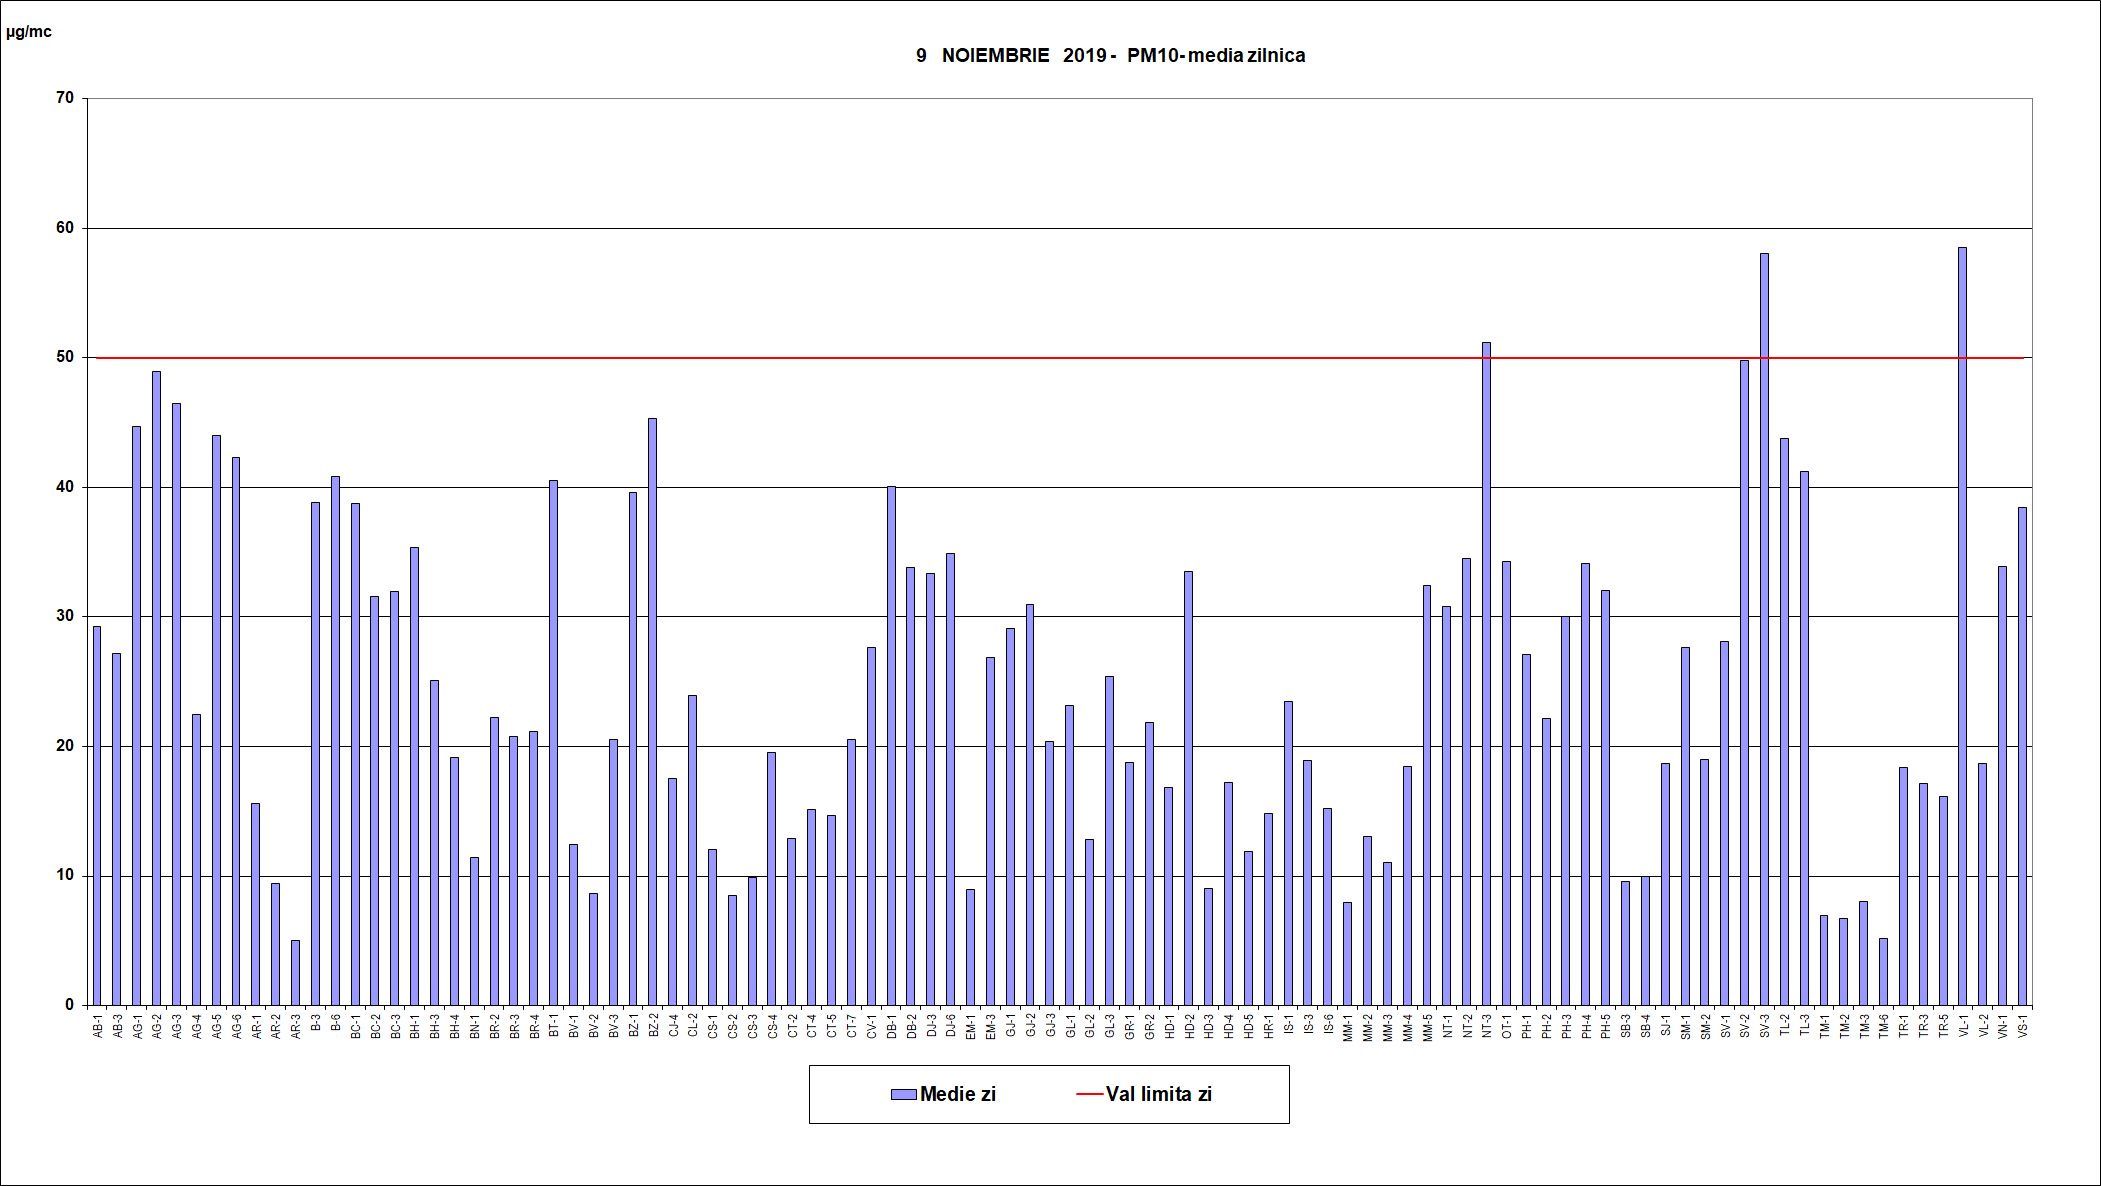 µg/mc
9 NOIEMBRIE 2019 - PM10- media zilnica
70
60
50
40
30
20
10
0
AB-1 AB-3 AG-1 AG-2 AG-3 AG-4 AG-5 AG-6 AR-1 AR-2 AR-3 B-3 B-6 BC-1 BC-2 BC-3 BH-1 BH-3 BH-4 BN-1 BR-2 BR-3 BR-4 BT-1 BV-1 BV-2 BV-3 BZ-1 BZ-2 CJ-4 CL-2 CS-1 CS-2 CS-3 CS-4 CT-2 CT-4 CT-5 CT-7 CV-1 DB-1 DB-2 DJ-3 DJ-6 EM-1 EM-3 GJ-1 GJ-2 GJ-3 GL-1 GL-2 GL-3 GR-1 GR-2 HD-1 HD-2 HD-3 HD-4 HD-5 HR-1 IS-1 IS-3 IS-6 MM-1 MM-2 MM-3 MM-4 MM-5 NT-1 NT-2 NT-3 OT-1 PH-1 PH-2 PH-3 PH-4 PH-5 SB-3 SB-4 SJ-1 SM-1 SM-2 SV-1 SV-2 SV-3 TL-2 TL-3 TM-1 TM-2 TM-3 TM-6 TR-1 TR-3 TR-5 VL-1 VL-2 VN-1 VS-1
Medie zi Val limita zi